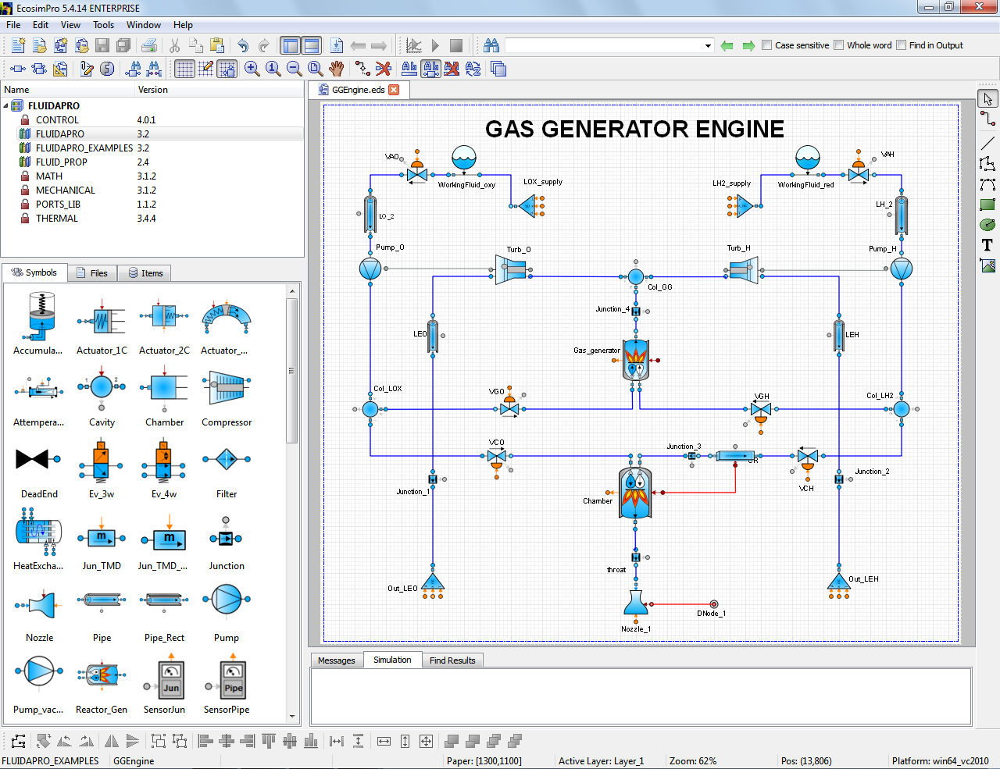 EcosimPro 5.4.14 ENTERPRISE
File Edit View Tools Window Help
Case sensitive Whole word Find in Output
Name Version
FLUIDAPRO
CONTROL 4.0.1
FLUIDAPRO 3.2
FLUIDAPRO_EXAMPLES 3.2
FLUID_PROP 2.4
MATH 3.1.2
MECHANICAL 3.1.2
PORTS_LIB 1.1.2
THERMAL 3.4.4
Symbols Files Items
Accumula... Actuator_1C Actuator_2C Actuator_...
Attempera... Cavity Chamber Compressor
DeadEnd Ev_3w Ev_4w Filter
HeatExcha... Jun_TMD Jun_TMD_... Junction
Nozzle Pipe Pipe_Rect Pump
Pump_vac... Reactor_Gen SensorJun SensorPipe
m m
Jun Pipe
1 2
GGEngine.eds
GAS GENERATOR ENGINE
VAO VAH
WorkingFluid_oxy LOX_supply LH2_supply WorkingFluid_red
LO_2 LH_2
Pump_O Turb_O Turb_H Pump_H
Col_GG
Junction_4
LEO LEH
Gas_generator
Col_LOX VGO VGH Col_LH2
VCO Junction_3 CR
Junction_1 Chamber VCH Junction_2
throat
Out_LEO Out_LEH
DNode_1
Nozzle_1
Messages Simulation Find Results
FLUIDAPRO_EXAMPLES GGEngine Paper: [1300,1100] Active Layer: Layer_1 Zoom: 62% Pos: (13,806) Platform: win64_vc2010